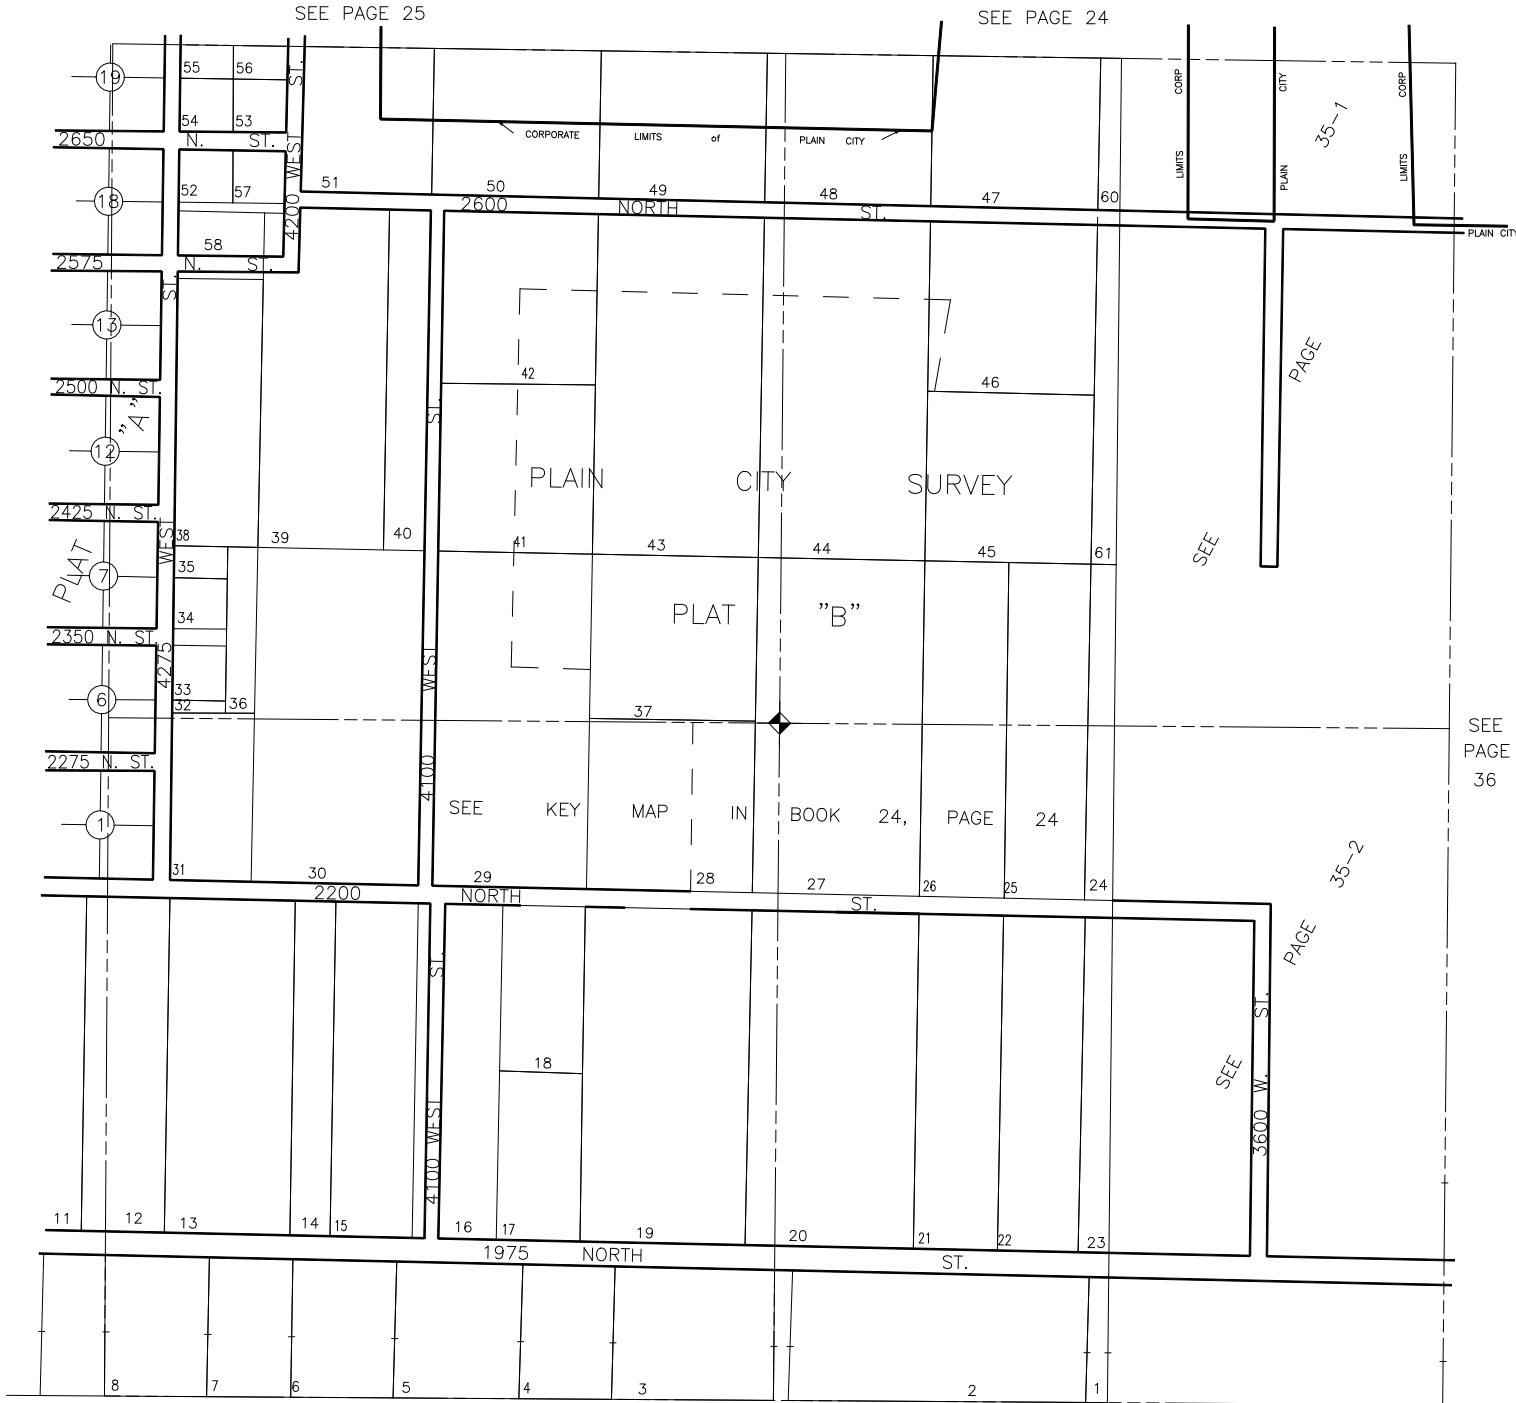 SEE PAGE 25
SEE PAGE 24
19
55
56
54
53
2650 N. ST.
4200 WEST ST.
CORPORATE LIMITS of PLAIN CITY
LIMITS CORP
PLAIN CITY
LIMITS CORP
35-1
18
52
57
58
51
50
49
48
47
60
2600 NORTH ST.
PLAIN CITY
2575 N. ST.
13
2500 N. ST.
"A"
12
2425 N. ST.
PLAT
7
2350 N. ST.
6
2275 N. ST.
1
4275 WEST ST.
42
46
PLAIN CITY SURVEY
SEE PAGE
38
39
40
41
43
44
45
61
35
34
33
32
36
PLAT "B"
37
4100 WEST ST.
SEE
PAGE
36
SEE KEY MAP IN BOOK 24, PAGE 24
31
30
29
28
27
26
25
24
2200 NORTH ST.
SEE PAGE 35-2
18
4100 WEST ST.
3600 W. ST.
11
12
13
14
15
16
17
19
20
21
22
23
1975 NORTH ST.
8
7
6
5
4
3
2
1